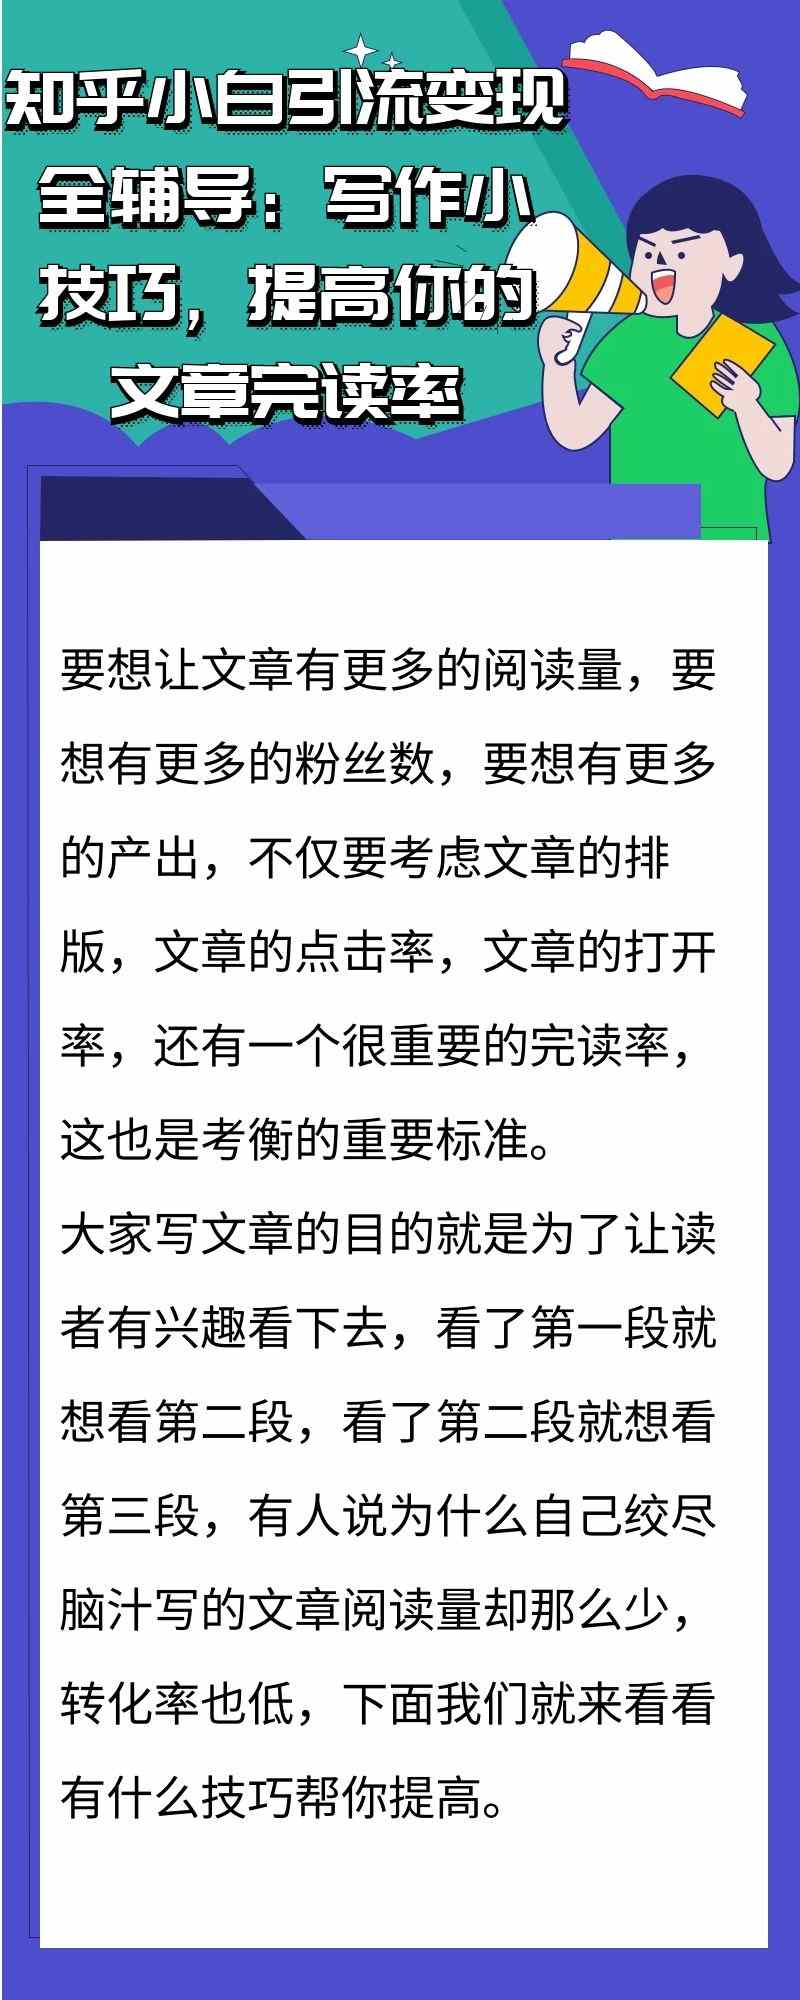 知乎小白引流变现
全辅导：写作小
技巧，提高你的
文章完读率
要想让文章有更多的阅读量，要
想有更多的粉丝数，要想有更多
的产出，不仅要考虑文章的排
版，文章的点击率，文章的打开
率，还有一个很重要的完读率，
这也是考衡的重要标准。
大家写文章的目的就是为了让读
者有兴趣看下去，看了第一段就
想看第二段，看了第二段就想看
第三段，有人说为什么自己绞尽
脑汁写的文章阅读量却那么少，
转化率也低，下面我们就来看看
有什么技巧帮你提高。